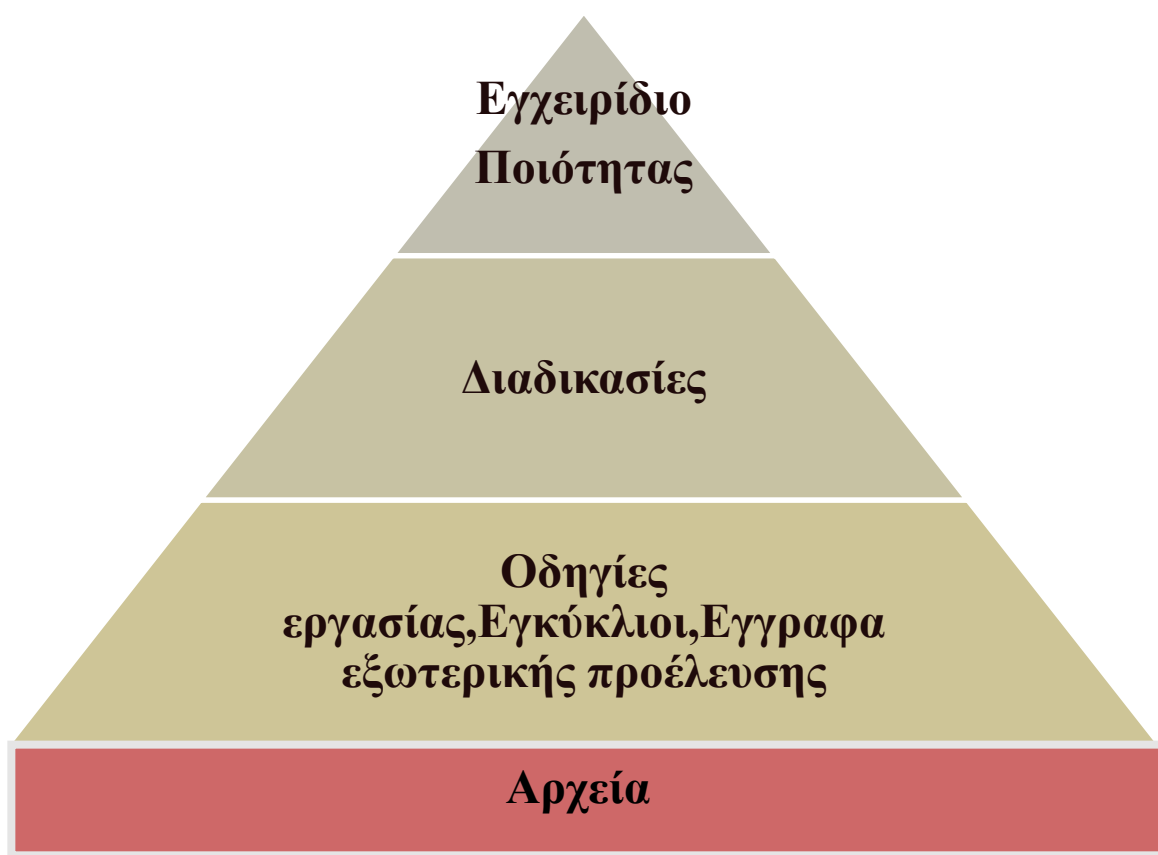 Εγχειρίδιο
Ποιότητας
Διαδικασίες
Οδηγίες
εργασίας,Εγκύκλιοι,Εγγραφα
εξωτερικής προέλευσης
Αρχεία